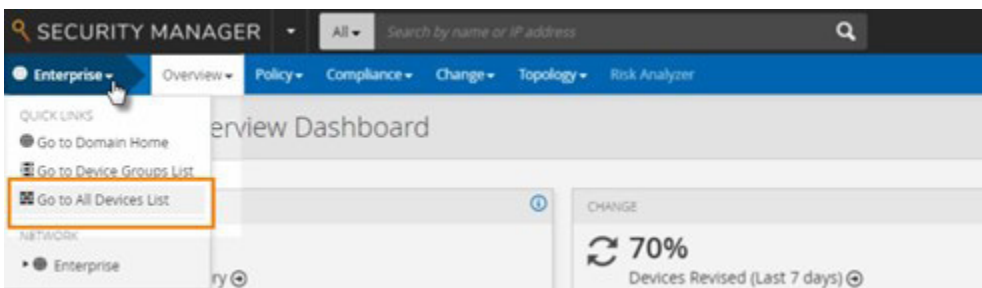 SECURITY MANAGER
All
Search by name or IP address
Enterprise
Overview
Policy
Compliance
Change
Topology
Risk Analyzer
QUICK LINKS
Go to Domain Home
Go to Device Groups List
Go to All Devices List
NETWORK
Enterprise
erview Dashboard
ry
CHANGE
70%
Devices Revised (Last 7 days)